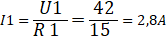 I1 = U1 / R 1 = 42 / 15 = 2,8A